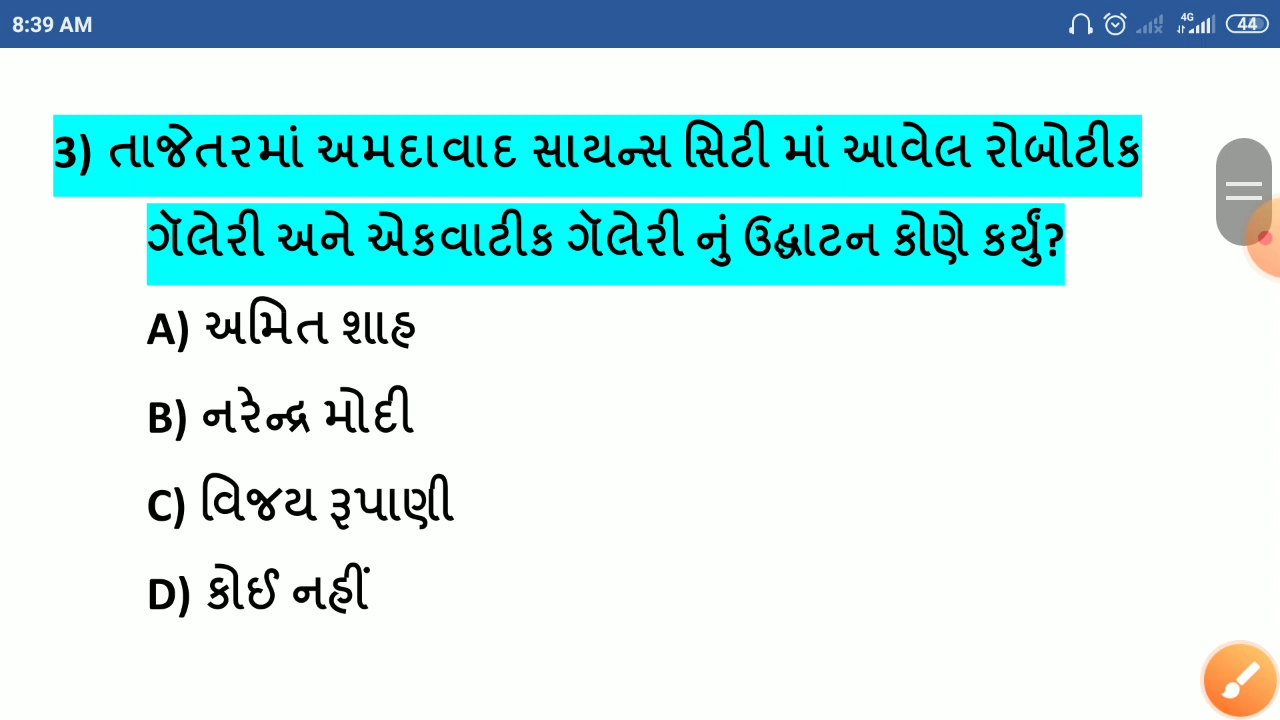 8:39 AM
4G
44
3) તાજેતરમાં અમદાવાદ સાયન્સ સિટી માં આવેલ રોબોટીક
ગૅલેરી અને એકવાટીક ગૅલેરી નું ઉદ્ઘાટન કોણે કર્યું?
A) અમિત શાહ
B) નરેન્દ્ર મોદી
C) વિજય રૂપાણી
D) કોઈ નહીં